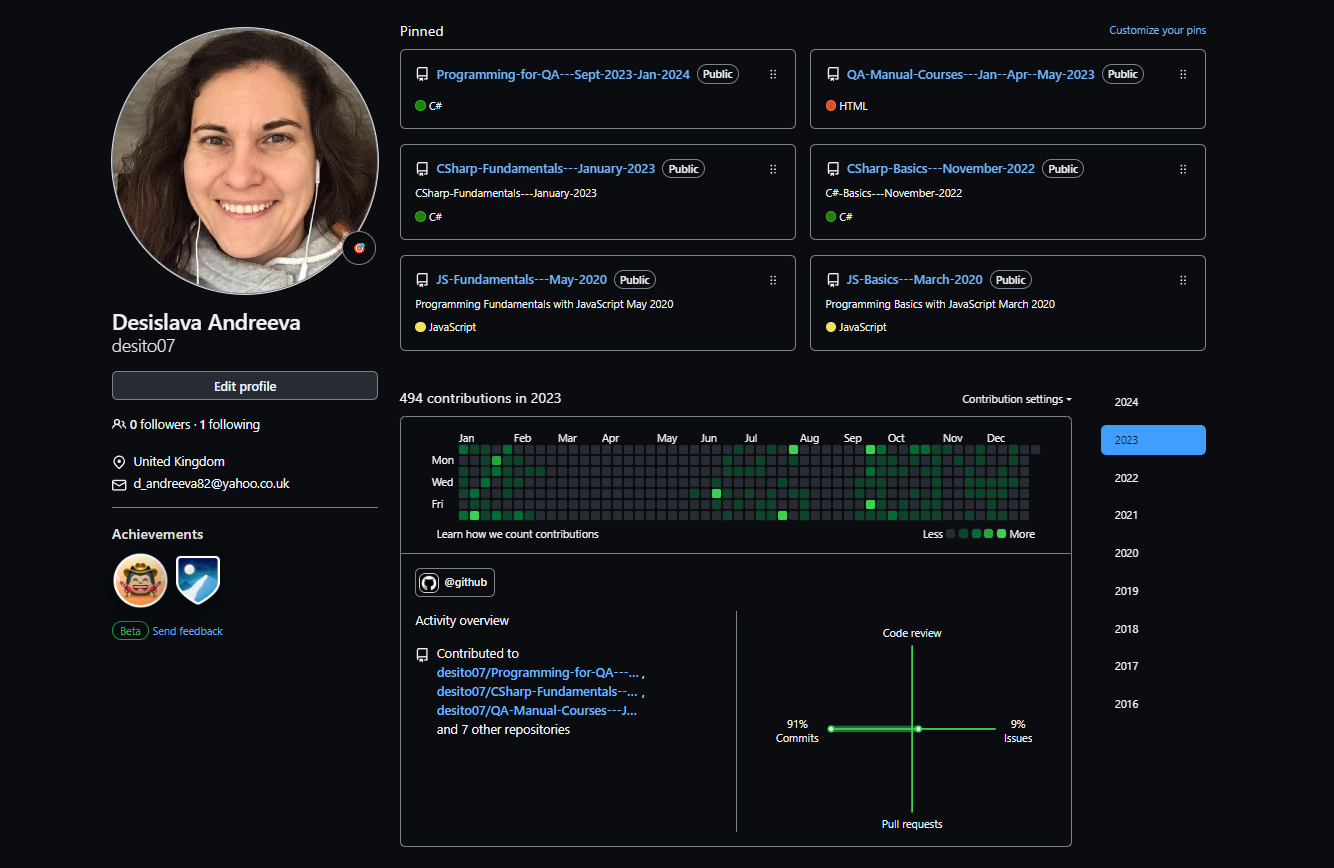 Desislava Andreeva
desito07
Edit profile
0 followers · 1 following
United Kingdom
d_andreeva82@yahoo.co.uk
Achievements
Beta Send feedback
Pinned
Customize your pins
Programming-for-QA---Sept-2023-Jan-2024 Public
C#
QA-Manual-Courses---Jan--Apr--May-2023 Public
HTML
CSharp-Fundamentals---January-2023 Public
CSharp-Fundamentals---January-2023
C#
CSharp-Basics---November-2022 Public
C#-Basics---November-2022
C#
JS-Fundamentals---May-2020 Public
Programming Fundamentals with JavaScript May 2020
JavaScript
JS-Basics---March-2020 Public
Programming Basics with JavaScript March 2020
JavaScript
494 contributions in 2023
Contribution settings
Jan Feb Mar Apr May Jun Jul Aug Sep Oct Nov Dec
Mon
Wed
Fri
Learn how we count contributions
Less More
@github
Activity overview
Contributed to
desito07/Programming-for-QA---... ,
desito07/CSharp-Fundamentals--... ,
desito07/QA-Manual-Courses---J...
and 7 other repositories
Code review
91%
Commits
9%
Issues
Pull requests
2024
2023
2022
2021
2020
2019
2018
2017
2016